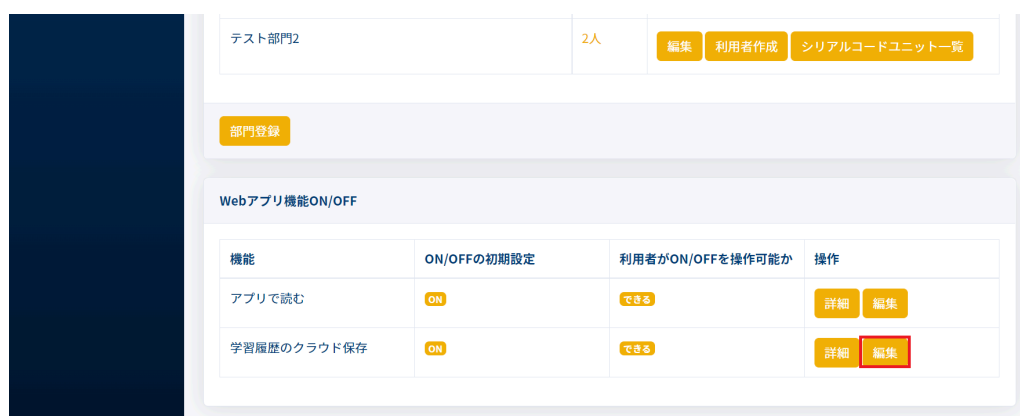 テスト部門2 2人 編集 利用者作成 シリアルコードユニット一覧
部門登録
Webアプリ機能ON/OFF
機能 ON/OFFの初期設定 利用者がON/OFFを操作可能か 操作
アプリで読む ON できる 詳細 編集
学習履歴のクラウド保存 ON できる 詳細 編集